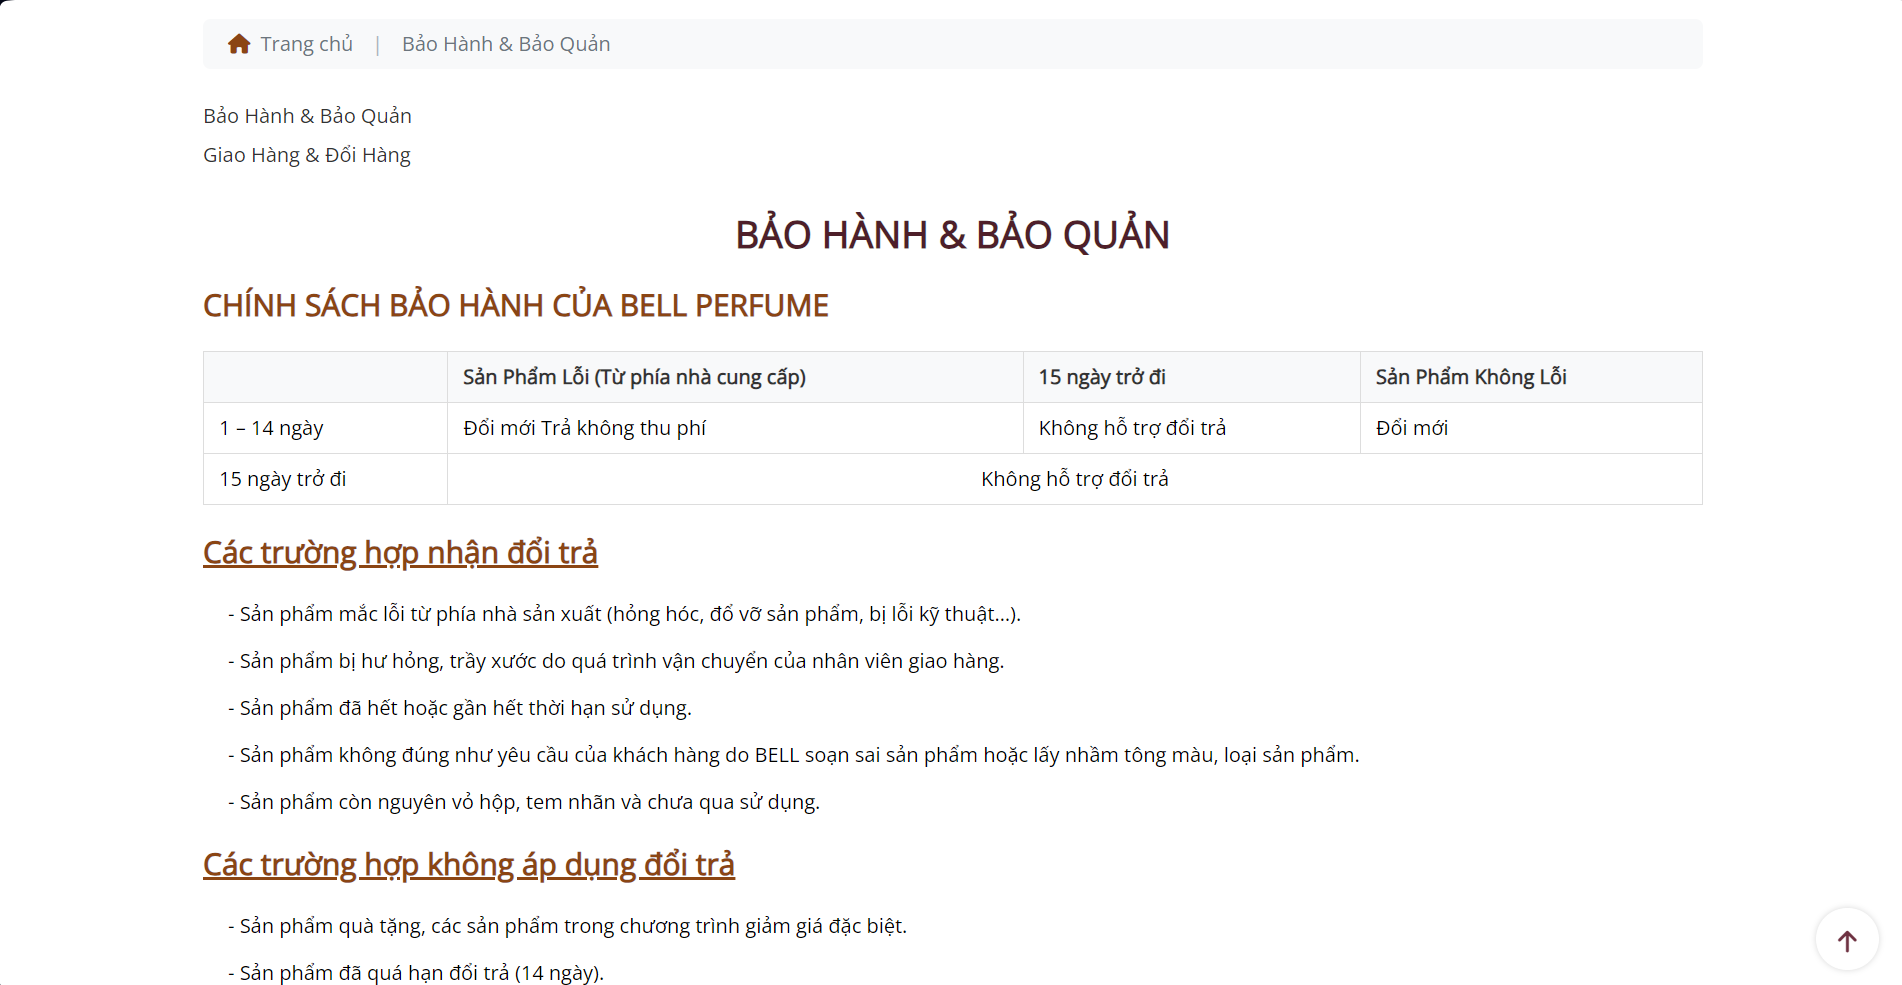 Trang chủ | Bảo Hành & Bảo Quản
Bảo Hành & Bảo Quản
Giao Hàng & Đổi Hàng
BẢO HÀNH & BẢO QUẢN
CHÍNH SÁCH BẢO HÀNH CỦA BELL PERFUME
Sản Phẩm Lỗi (Từ phía nhà cung cấp) 15 ngày trở đi Sản Phẩm Không Lỗi
1 – 14 ngày Đổi mới Trả không thu phí Không hỗ trợ đổi trả Đổi mới
15 ngày trở đi Không hỗ trợ đổi trả
Các trường hợp nhận đổi trả
- Sản phẩm mắc lỗi từ phía nhà sản xuất (hỏng hóc, đổ vỡ sản phẩm, bị lỗi kỹ thuật...).
- Sản phẩm bị hư hỏng, trầy xước do quá trình vận chuyển của nhân viên giao hàng.
- Sản phẩm đã hết hoặc gần hết thời hạn sử dụng.
- Sản phẩm không đúng như yêu cầu của khách hàng do BELL soạn sai sản phẩm hoặc lấy nhầm tông màu, loại sản phẩm.
- Sản phẩm còn nguyên vỏ hộp, tem nhãn và chưa qua sử dụng.
Các trường hợp không áp dụng đổi trả
- Sản phẩm quà tặng, các sản phẩm trong chương trình giảm giá đặc biệt.
- Sản phẩm đã quá hạn đổi trả (14 ngày).